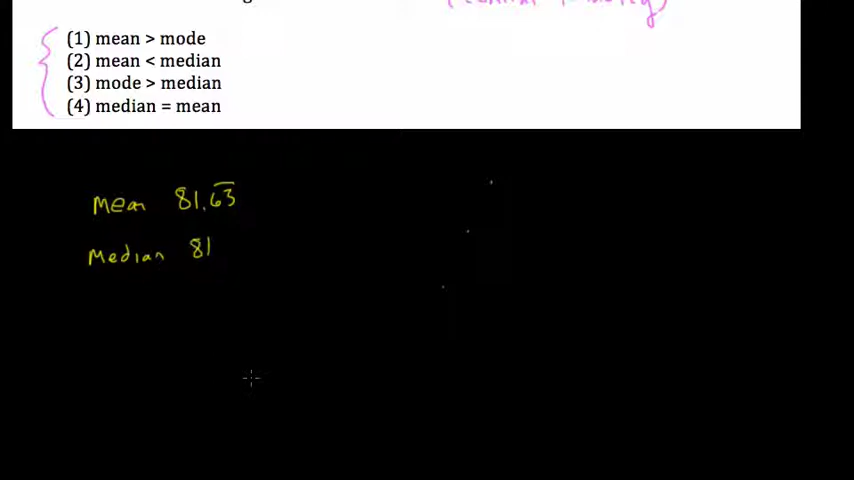 (1) mean > mode
(2) mean < median
(3) mode > median
(4) median = mean
Mean 81.6̅3̅
Median 81